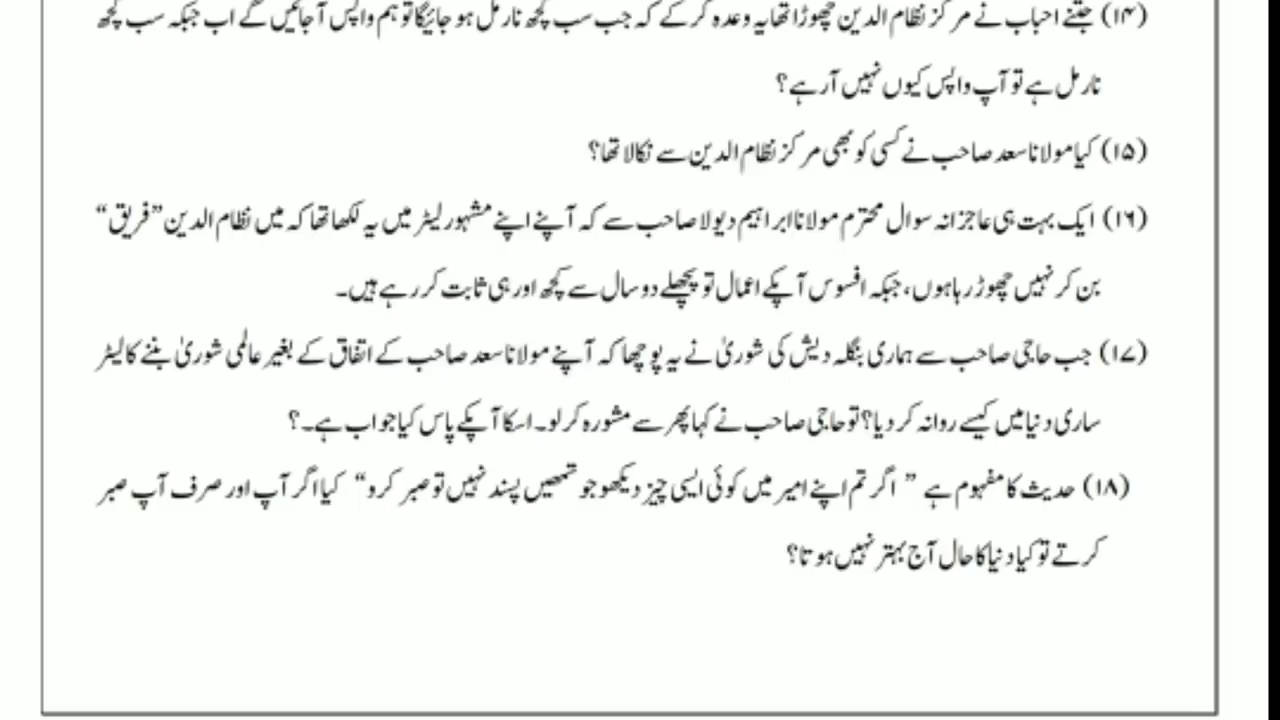 (۱۴) جتنے احباب نے مرکز نظام الدین چھوڑا تھا یہ وعدہ کرکے کہ جب سب کچھ نارمل ہو جائیگا تو ہم واپس آجائیں گے اب جبکہ سب کچھ
نارمل ہے تو آپ واپس کیوں نہیں آرہے؟
(۱۵) کیا مولانا سعد صاحب نے کسی کو بھی مرکز نظام الدین سے نکالا تھا؟
(۱۶) ایک بہت ہی عاجزانہ سوال محترم مولانا ابراہیم دیولا صاحب سے کہ آپنے اپنے مشہور لیٹر میں یہ لکھا تھا کہ میں نظام الدین ”فریق“
بن کر نہیں چھوڑ رہا ہوں، جبکہ افسوس آپکے اعمال تو پچھلے دو سال سے کچھ اور ہی ثابت کر رہے ہیں۔
(۱۷) جب حاجی صاحب سے ہماری بنگلہ دیش کی شوریٰ نے یہ پوچھا کہ آپنے مولانا سعد صاحب کے اتفاق کے بغیر عالمی شوریٰ بننے کا لیٹر
ساری دنیا میں کیسے روانہ کر دیا؟ تو حاجی صاحب نے کہا پھر سے مشورہ کرلو۔ اسکا آپکے پاس کیا جواب ہے۔؟
(۱۸) حدیث کا مفہوم ہے ” اگر تم اپنے امیر میں کوئی ایسی چیز دیکھو جو تمھیں پسند نہیں تو صبر کرو“ کیا اگر آپ اور صرف آپ صبر
کرتے تو کیا دنیا کا حال آج بہتر نہیں ہوتا؟